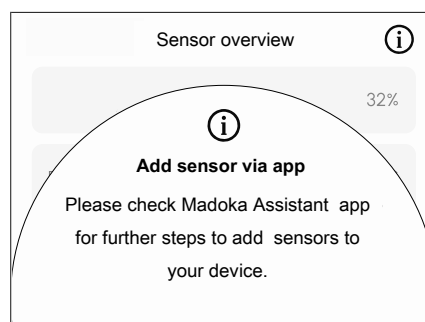 Sensor overview
32%
Add sensor via app
Please check Madoka Assistant app
for further steps to add sensors to
your device.